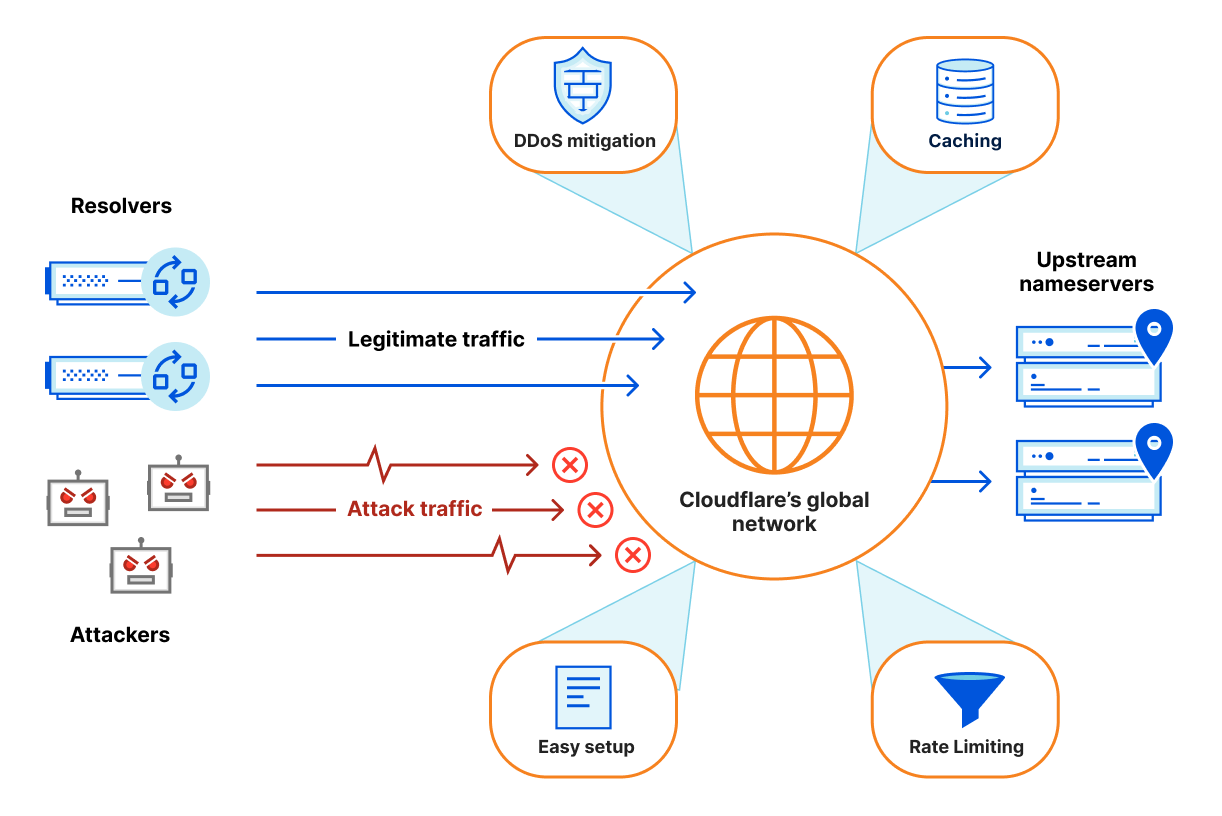 DDoS mitigation
Caching
Resolvers
Upstream
nameservers
Legitimate traffic
Attack traffic
Cloudflare’s global
network
Attackers
Easy setup
Rate Limiting